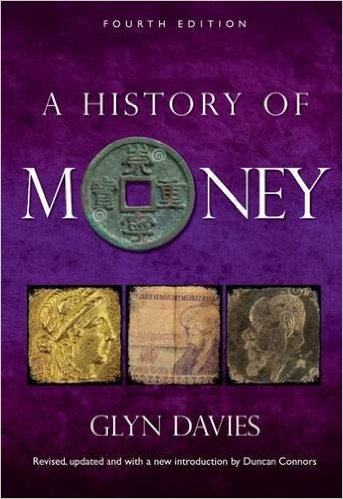 FOURTH EDITION
A HISTORY OF
MONEY
崇
寶 重
寧
GLYN DAVIES
Revised, updated and with a new introduction by Duncan Connors